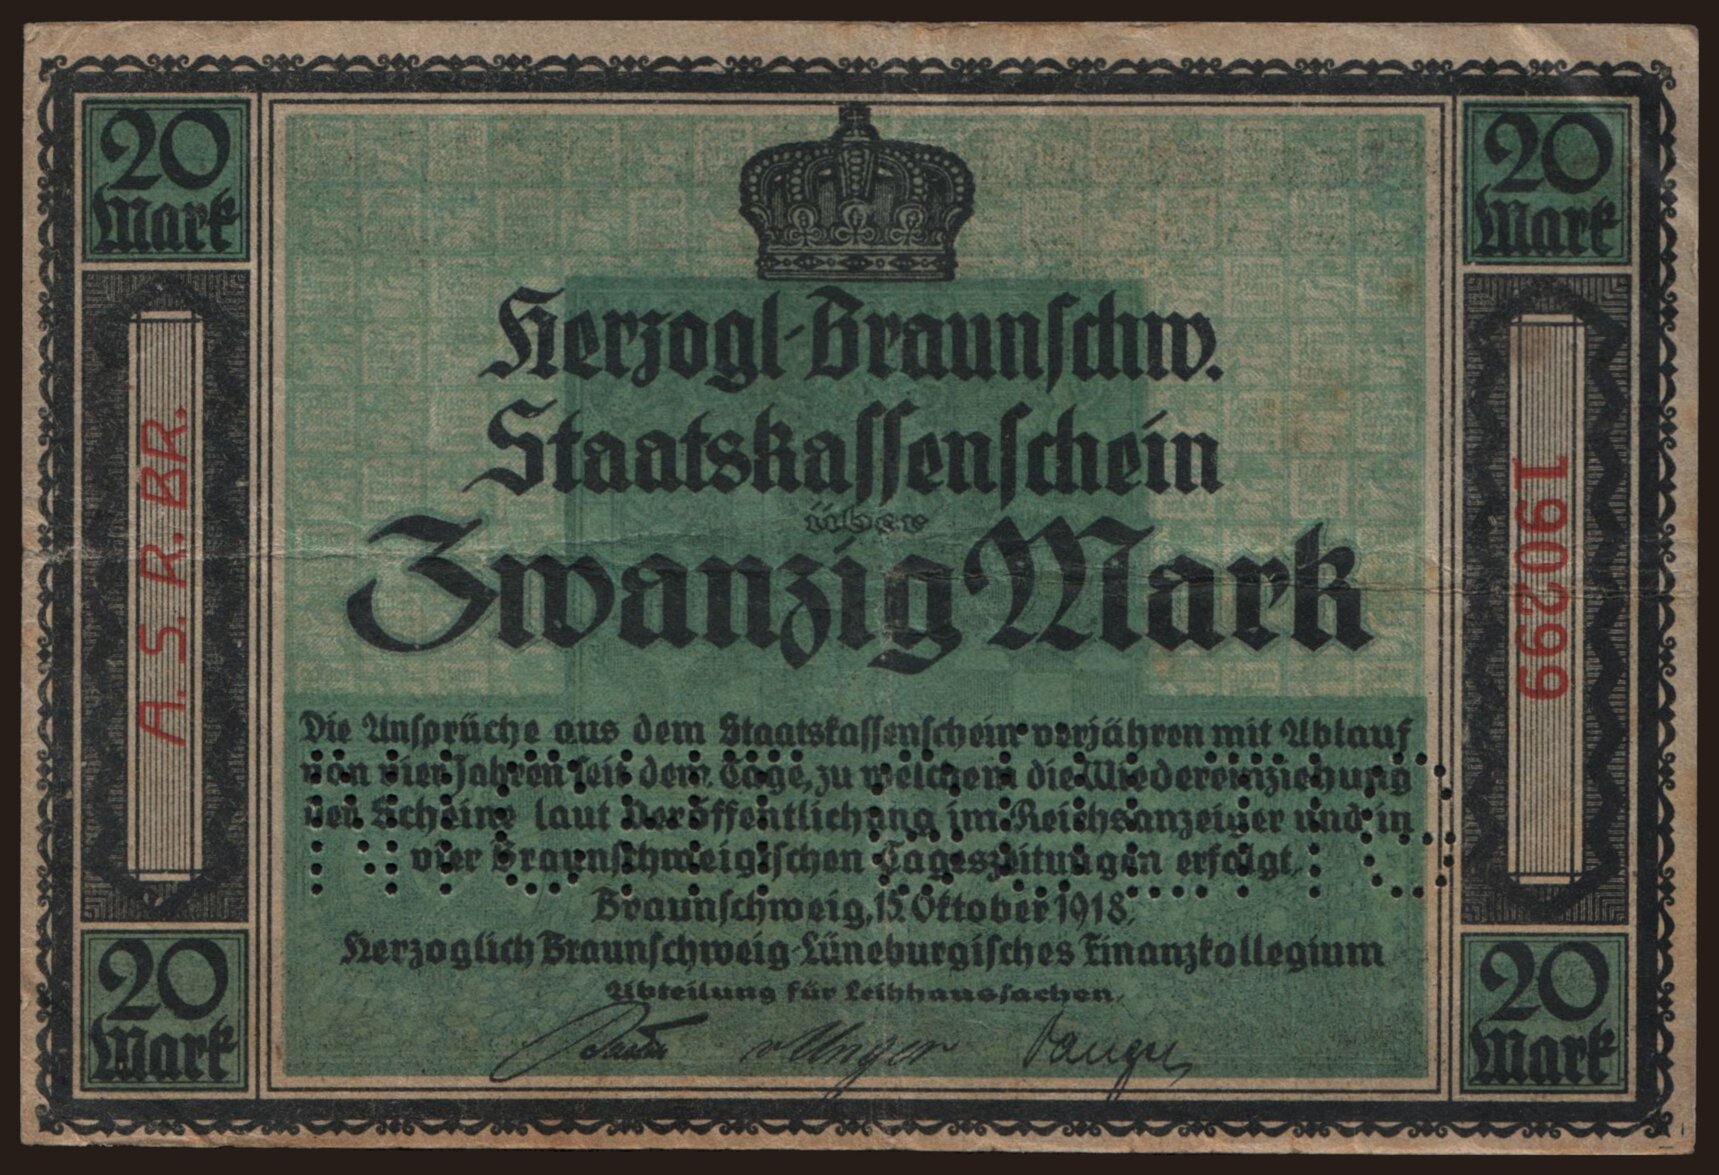 20
Mark
20
Mark
Herzogl-Braunschw.
Staatskassenschein
über
Zwanzig Mark
A. S. R. BR.
190299
Die Ansprüche aus dem Staatskassenschein verjähren mit Ablauf
von vier Jahren seit dem Tage, zu welchem die Wiedereinziehung
der Scheine laut Veröffentlichung im Reichsanzeiger und in
vier Braunschweigischen Tageszeitungen erfolgt.
Braunschweig, 15. Oktober 1918.
Herzoglich Braunschweig-Lüneburgisches Finanzkollegium
Abteilung für Leihhaussachen.
20
Mark
20
Mark